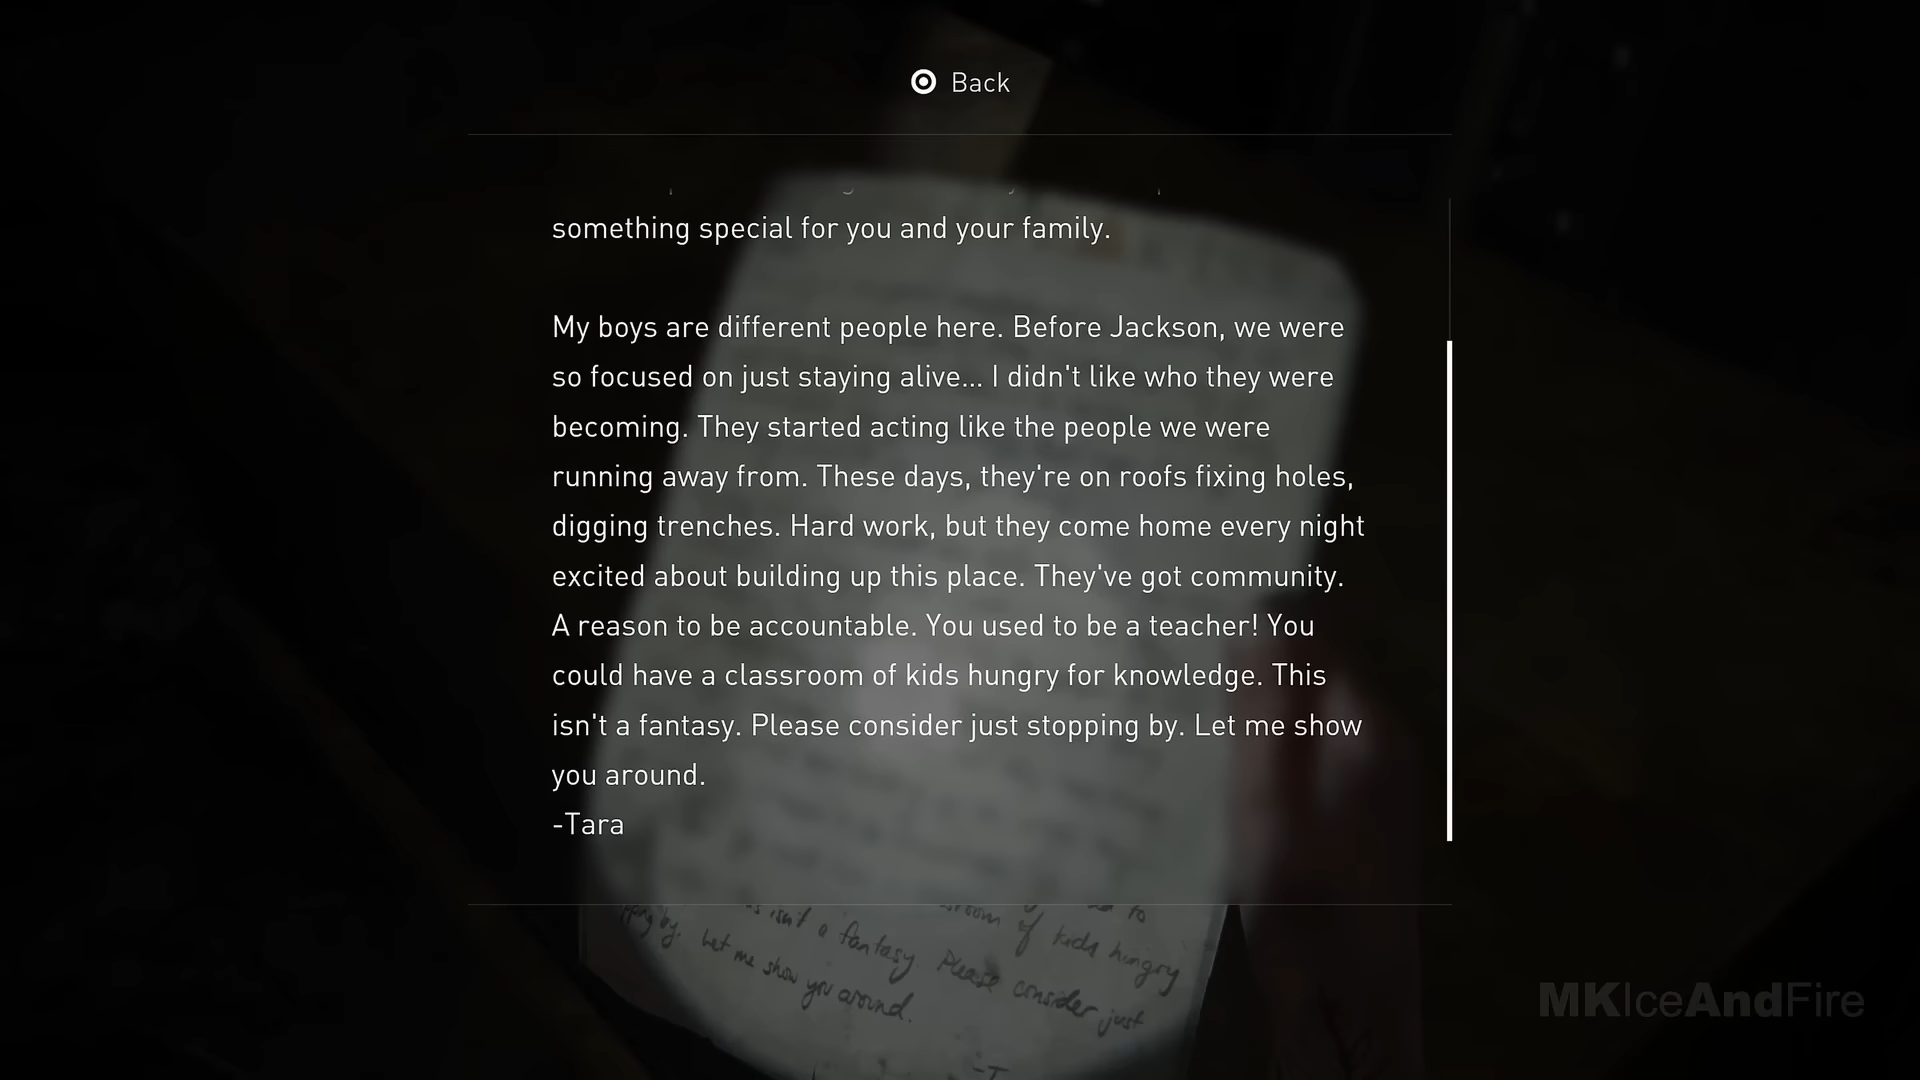 Back
something special for you and your family.
My boys are different people here. Before Jackson, we were
so focused on just staying alive... I didn't like who they were
becoming. They started acting like the people we were
running away from. These days, they're on roofs fixing holes,
digging trenches. Hard work, but they come home every night
excited about building up this place. They've got community.
A reason to be accountable. You used to be a teacher! You
could have a classroom of kids hungry for knowledge. This
isn't a fantasy. Please consider just stopping by. Let me show
you around.
-Tara
to
of kids hungry
isn't a fantasy. Please consider just
by. Let me show you around.
MKIceAndFire